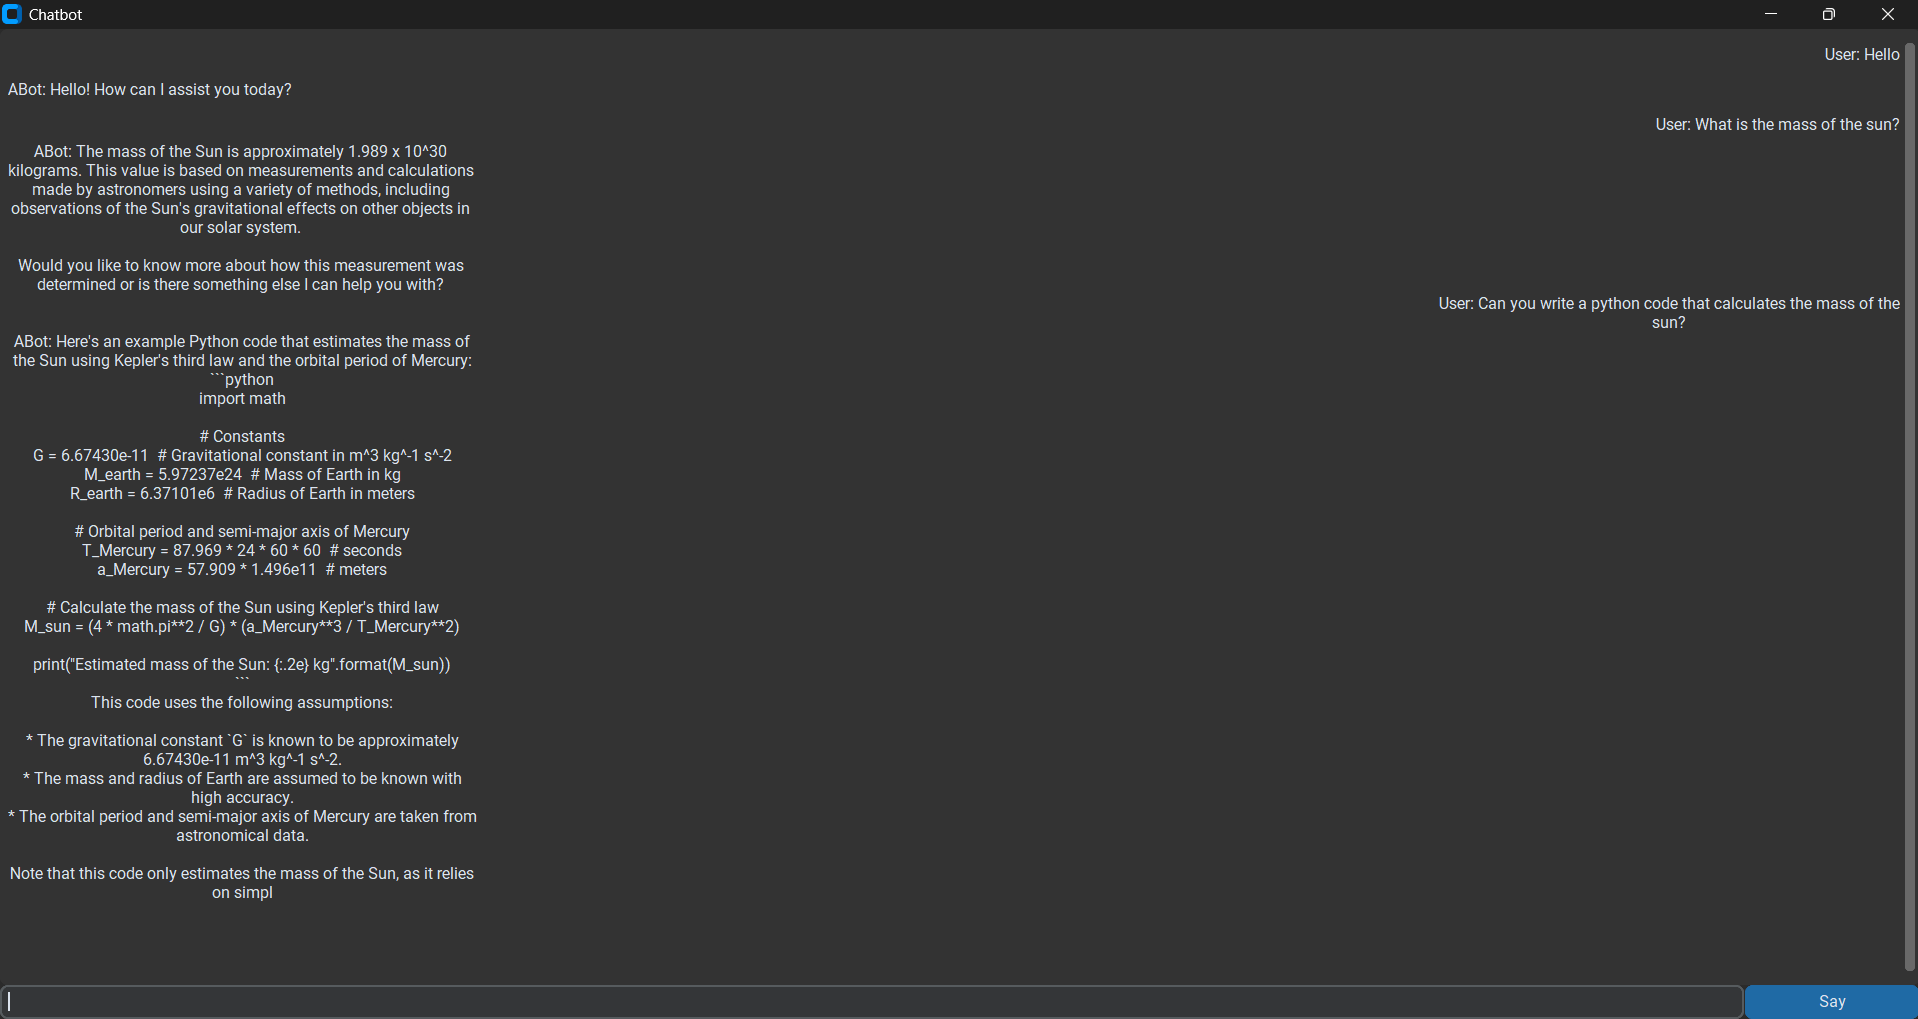 Chatbot
User: Hello
ABot: Hello! How can I assist you today?
User: What is the mass of the sun?
ABot: The mass of the Sun is approximately 1.989 x 10^30
kilograms. This value is based on measurements and calculations
made by astronomers using a variety of methods, including
observations of the Sun's gravitational effects on other objects in
our solar system.
Would you like to know more about how this measurement was
determined or is there something else I can help you with?
User: Can you write a python code that calculates the mass of the
sun?
ABot: Here's an example Python code that estimates the mass of
the Sun using Kepler's third law and the orbital period of Mercury:
```python
import math
# Constants
G = 6.67430e-11  # Gravitational constant in m^3 kg^-1 s^-2
M_earth = 5.97237e24  # Mass of Earth in kg
R_earth = 6.37101e6  # Radius of Earth in meters
# Orbital period and semi-major axis of Mercury
T_Mercury = 87.969 * 24 * 60 * 60  # seconds
a_Mercury = 57.909 * 1.496e11  # meters
# Calculate the mass of the Sun using Kepler's third law
M_sun = (4 * math.pi**2 / G) * (a_Mercury**3 / T_Mercury**2)
print("Estimated mass of the Sun: {:.2e} kg".format(M_sun))
```
This code uses the following assumptions:
* The gravitational constant `G` is known to be approximately
6.67430e-11 m^3 kg^-1 s^-2.
* The mass and radius of Earth are assumed to be known with
high accuracy.
* The orbital period and semi-major axis of Mercury are taken from
astronomical data.
Note that this code only estimates the mass of the Sun, as it relies
on simpl
Say